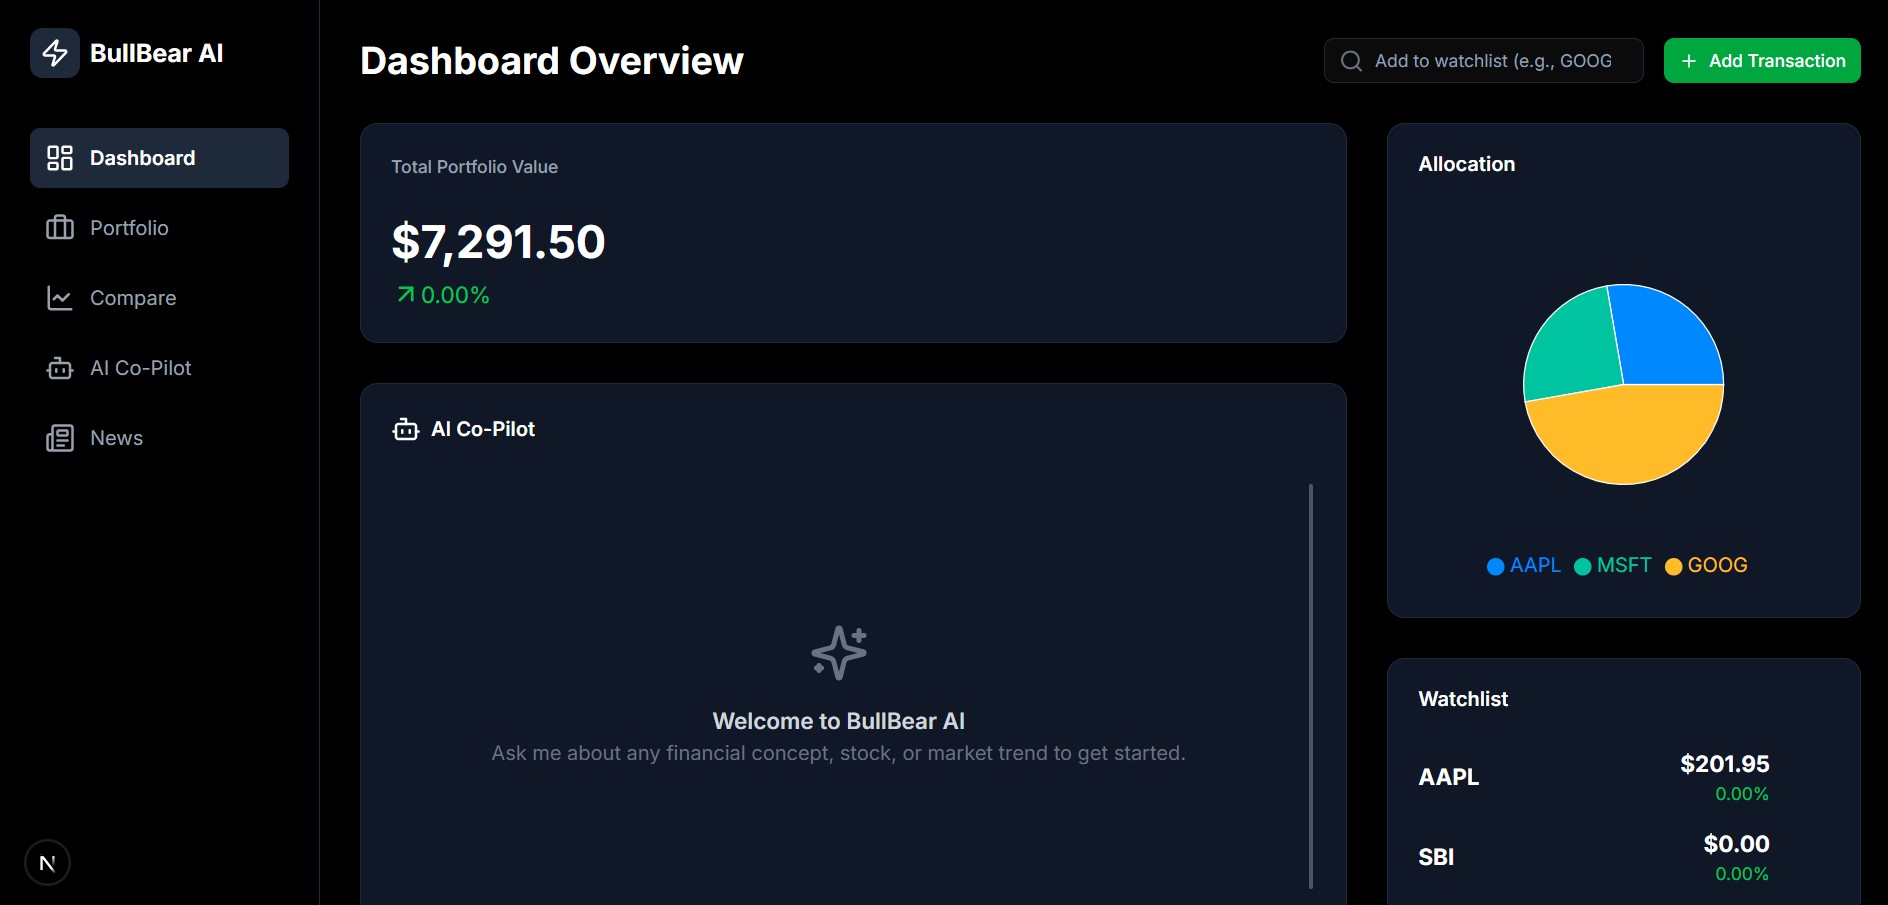 BullBear AI
Dashboard
Portfolio
Compare
AI Co-Pilot
News
N
Dashboard Overview
Add to watchlist (e.g., GOOG
Add Transaction
Total Portfolio Value
$7,291.50
0.00%
AI Co-Pilot
Welcome to BullBear AI
Ask me about any financial concept, stock, or market trend to get started.
Allocation
AAPL MSFT GOOG
Watchlist
AAPL
$201.95
0.00%
SBI
$0.00
0.00%